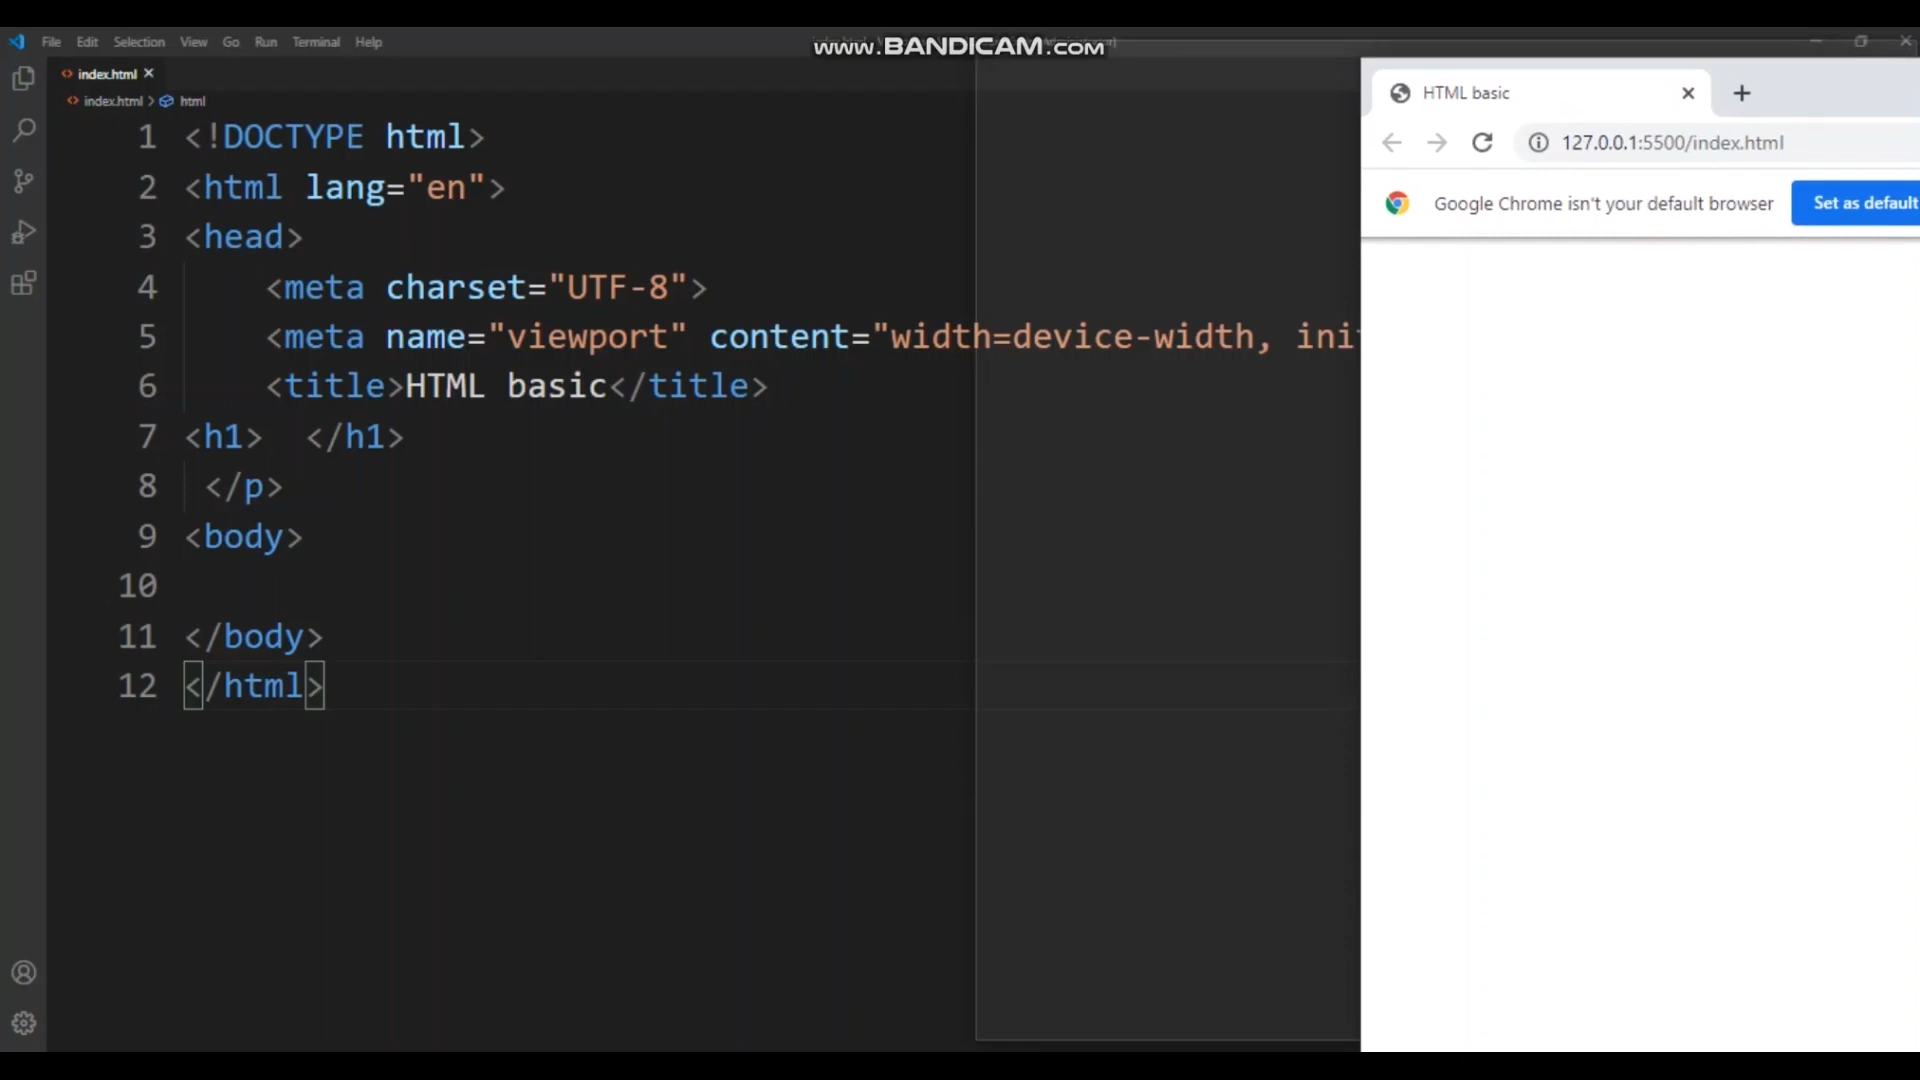 File Edit Selection View Go Run Terminal Help
www.BANDICAM.com
index.html
index.html > html
1 <!DOCTYPE html>
2 <html lang="en">
3 <head>
4 <meta charset="UTF-8">
5 <meta name="viewport" content="width=device-width, ini
6 <title>HTML basic</title>
7 <h1>  </h1>
8 </p>
9 <body>
10
11 </body>
12 </html>
HTML basic
127.0.0.1:5500/index.html
Google Chrome isn't your default browser
Set as default